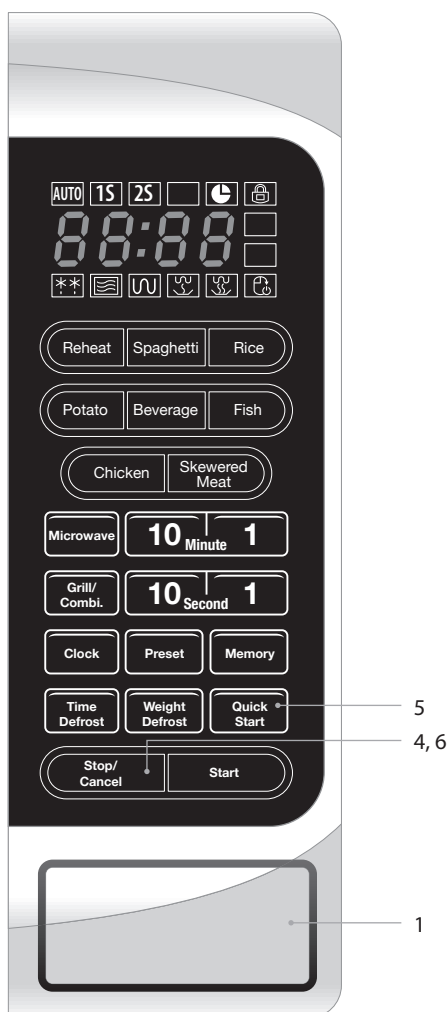 AUTO 1S 2S
88:88
Reheat Spaghetti Rice
Potato Beverage Fish
Chicken Skewered
Meat
Microwave 10 Minute 1
Grill/
Combi. 10 Second 1
Clock Preset Memory
Time
Defrost Weight
Defrost Quick
Start
5
4, 6
Stop/
Cancel Start
1